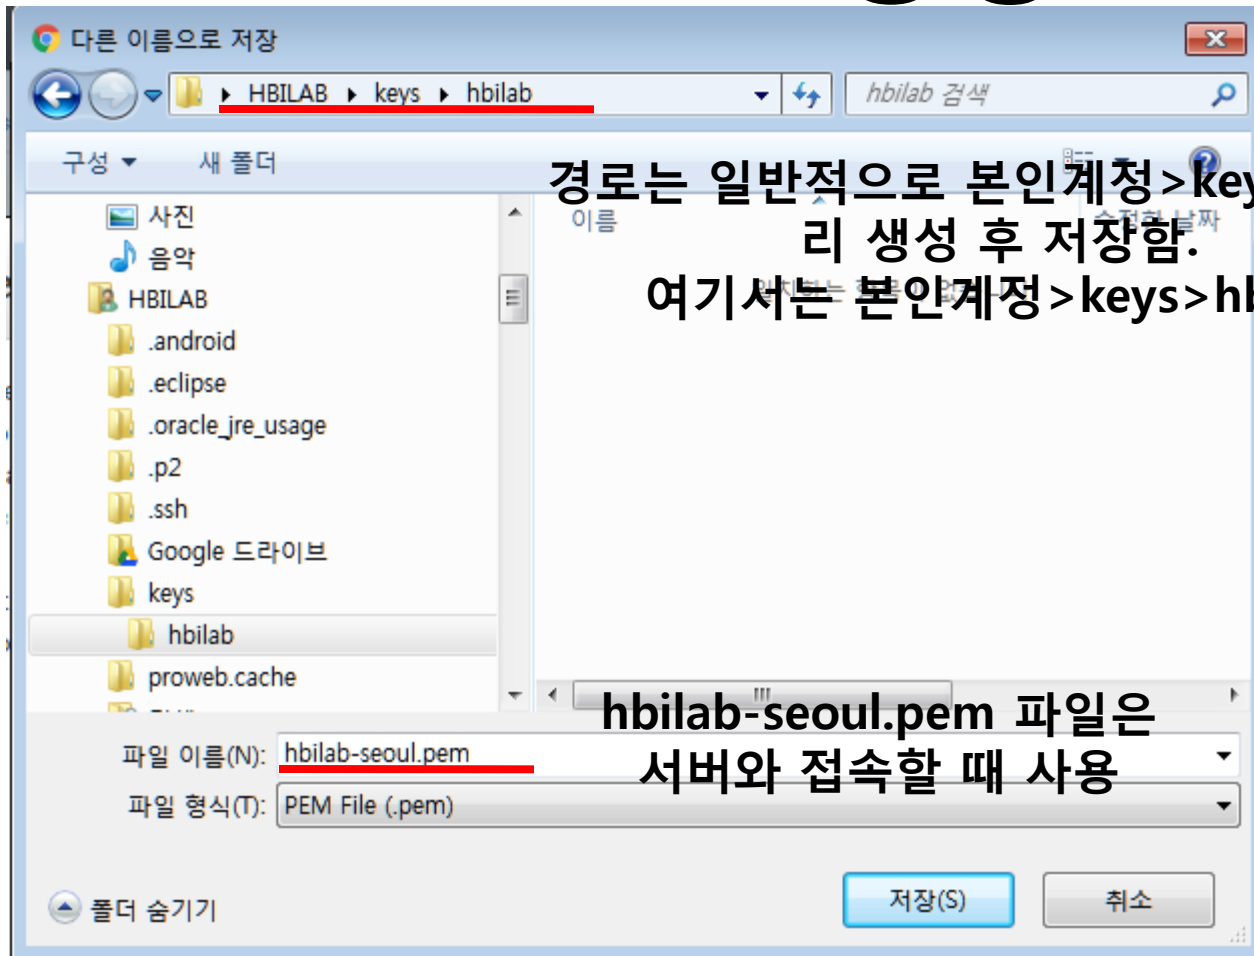 다른 이름으로 저장
HBILAB keys hbilab
hbilab 검색
구성
새 폴더
경로는 일반적으로 본인계정>key
리 생성 후 저장함.
여기서는 본인계정>keys>hb
이름
수정한 날짜
사진
음악
HBILAB
.android
.eclipse
.oracle_jre_usage
.p2
.ssh
Google 드라이브
keys
hbilab
proweb.cache
hbilab-seoul.pem 파일은
서버와 접속할 때 사용
파일 이름(N): hbilab-seoul.pem
파일 형식(T): PEM File (.pem)
폴더 숨기기
저장(S)
취소